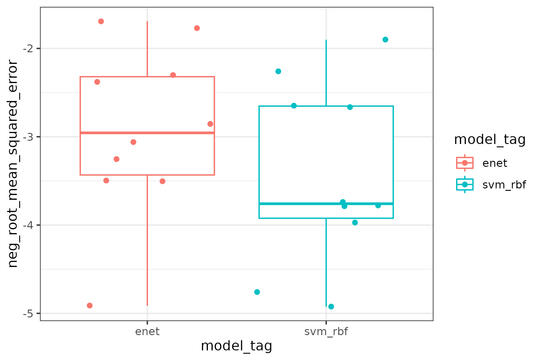 neg_root_mean_squared_error
-2
-3
-4
-5
enet
svm_rbf
model_tag
model_tag
enet
svm_rbf